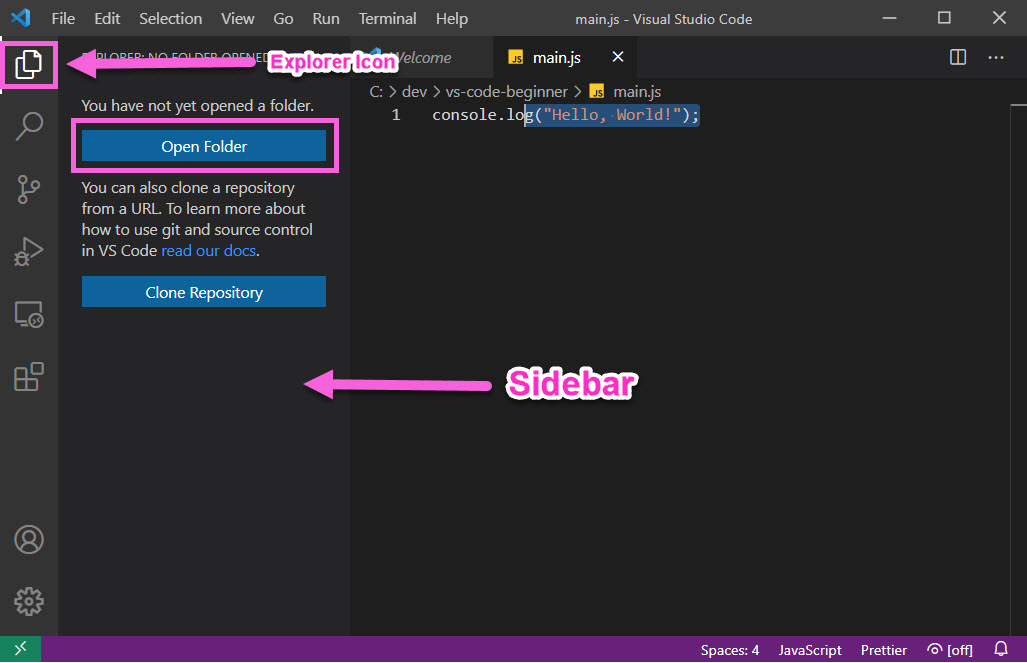 File Edit Selection View Go Run Terminal Help
main.js - Visual Studio Code
EXPLORER: NO FOLDER OPENED
Explorer Icon
Welcome
JS main.js
You have not yet opened a folder.
Open Folder
You can also clone a repository
from a URL. To learn more about
how to use git and source control
in VS Code read our docs.
Clone Repository
C: > dev > vs-code-beginner > JS main.js
1 console.log("Hello, World!");
Sidebar
Spaces: 4 JavaScript Prettier [off]